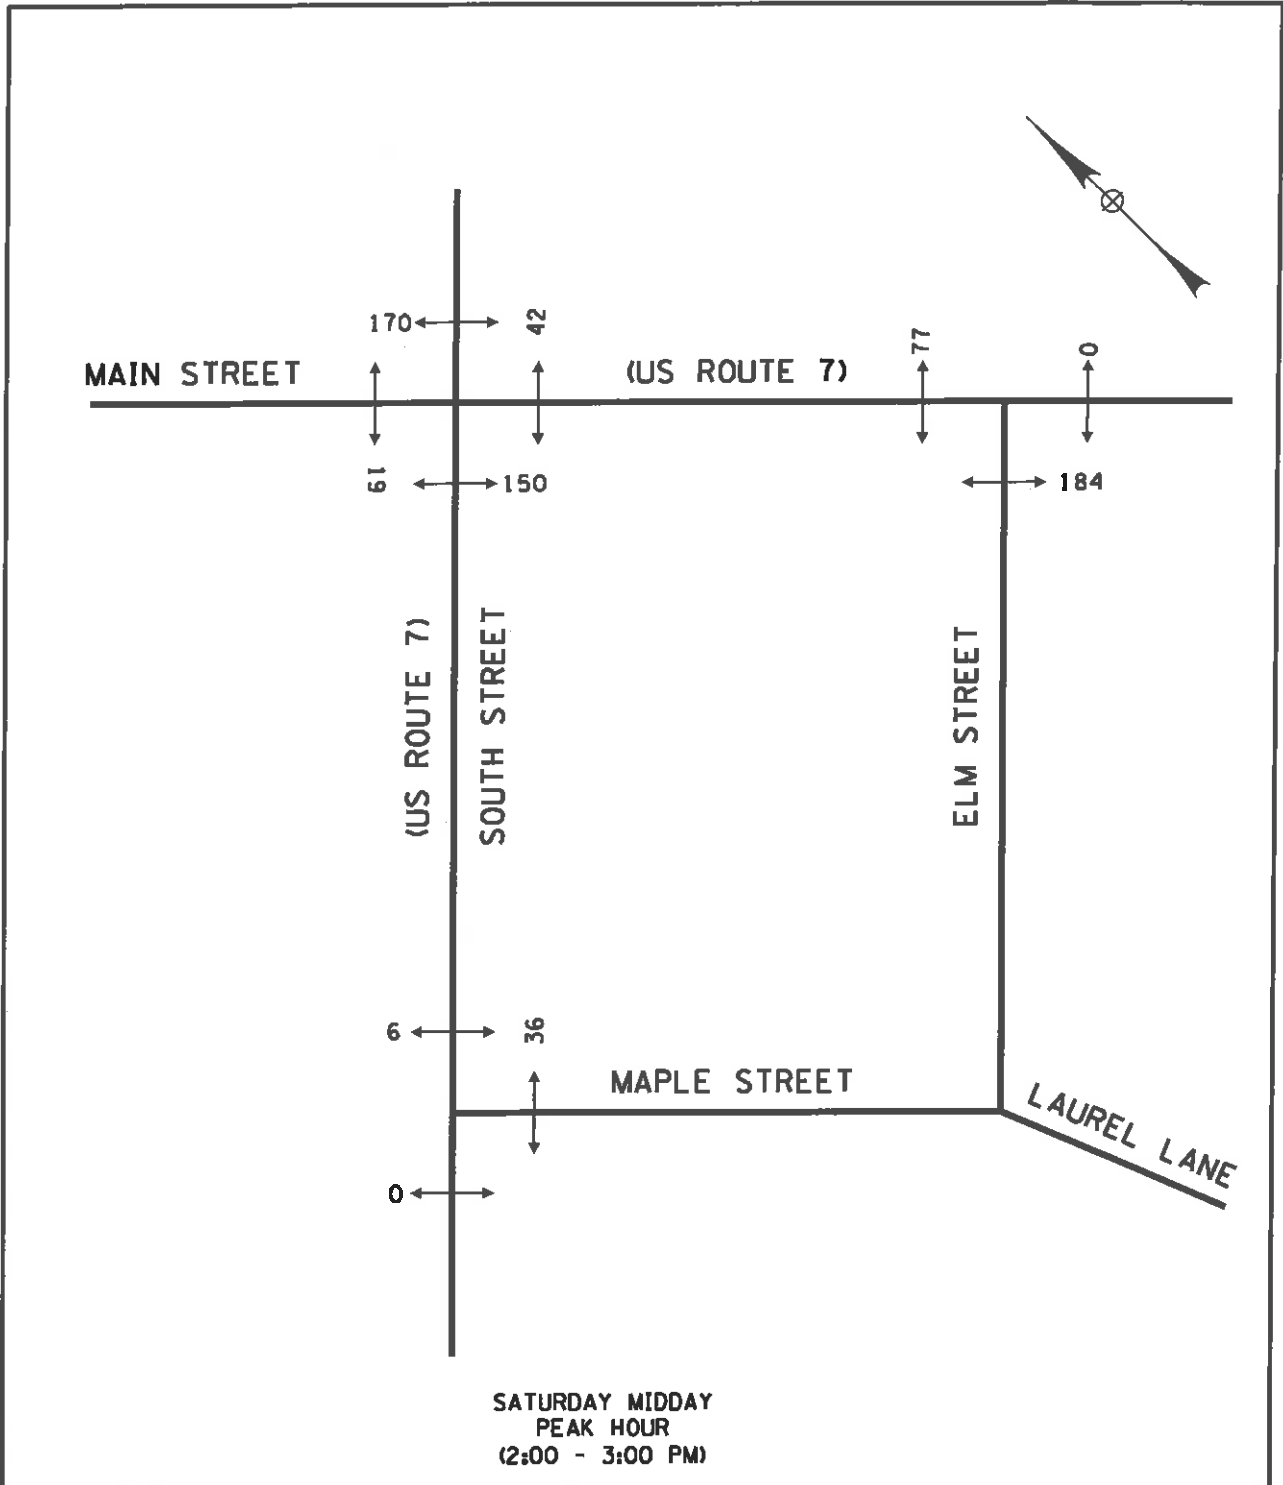 170
42
77
0
MAIN STREET
(US ROUTE 7)
19
150
184
(US ROUTE 7)
SOUTH STREET
ELM STREET
6
36
MAPLE STREET
LAUREL LANE
0
SATURDAY MIDDAY
PEAK HOUR
(2:00 - 3:00 PM)